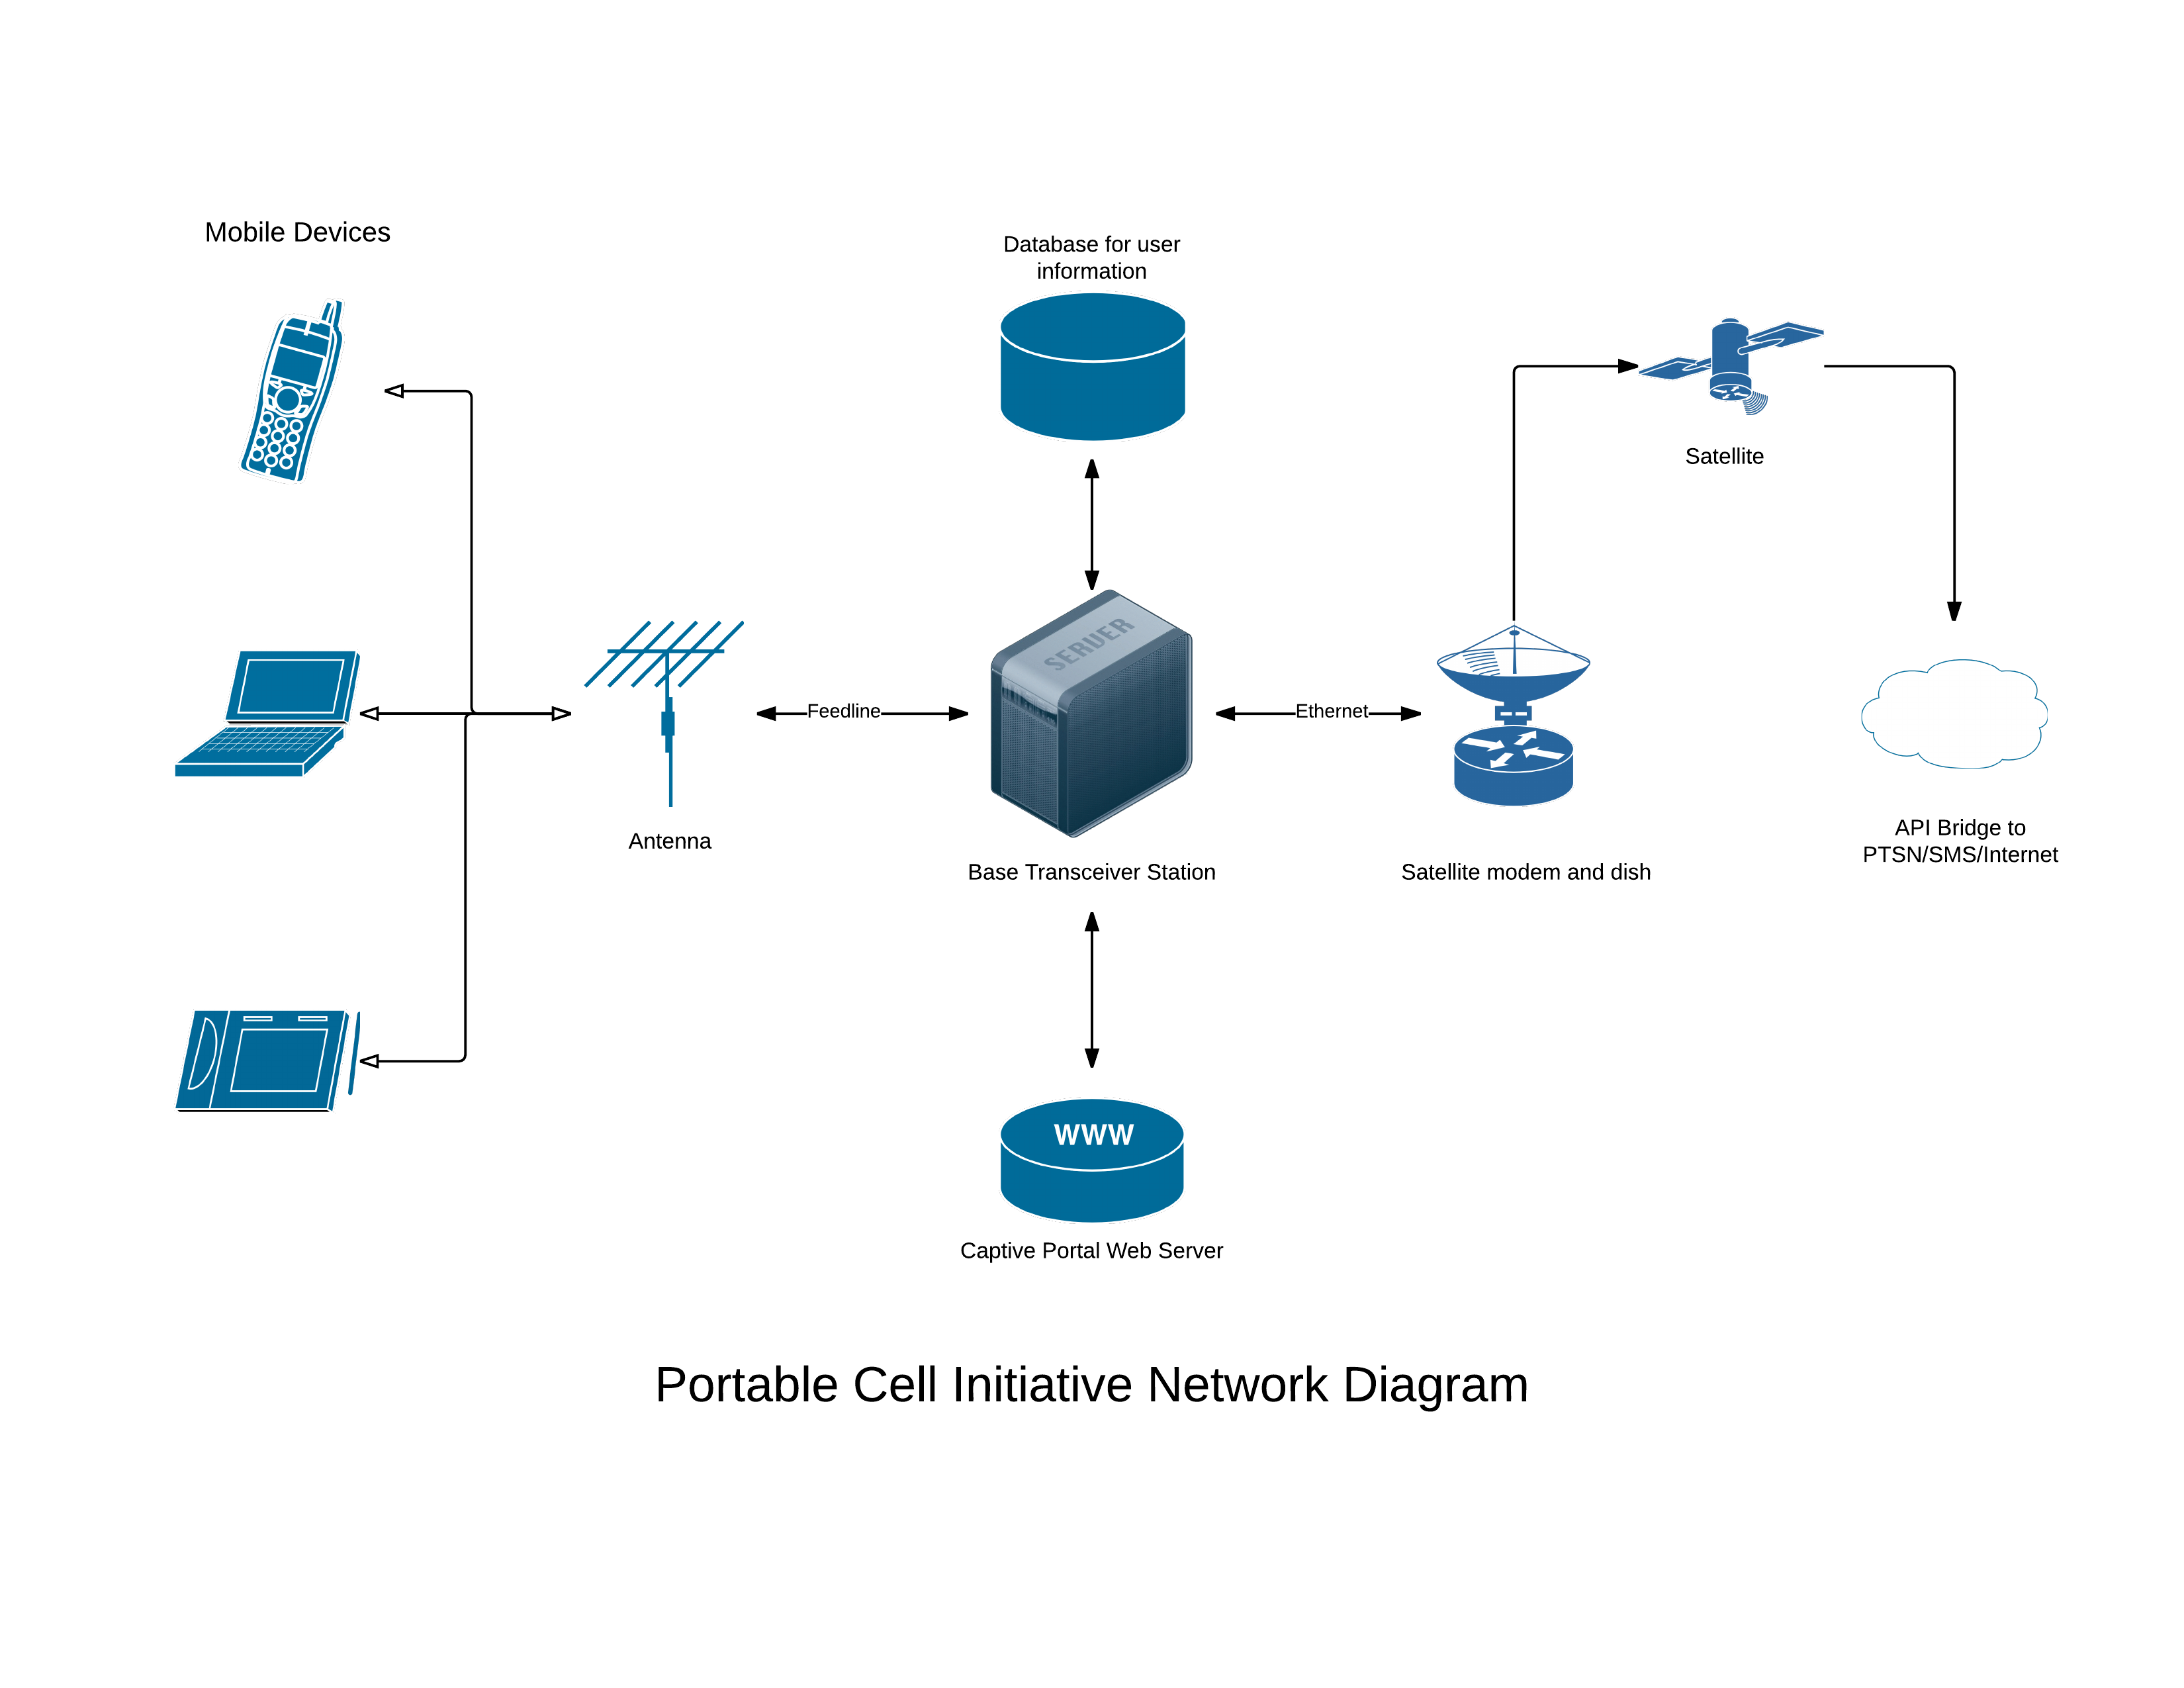 Mobile Devices
Database for user
information
Satellite
SERVER
Feedline
Ethernet
Antenna
Base Transceiver Station
Satellite modem and dish
API Bridge to
PTSN/SMS/Internet
WWW
Captive Portal Web Server
Portable Cell Initiative Network Diagram